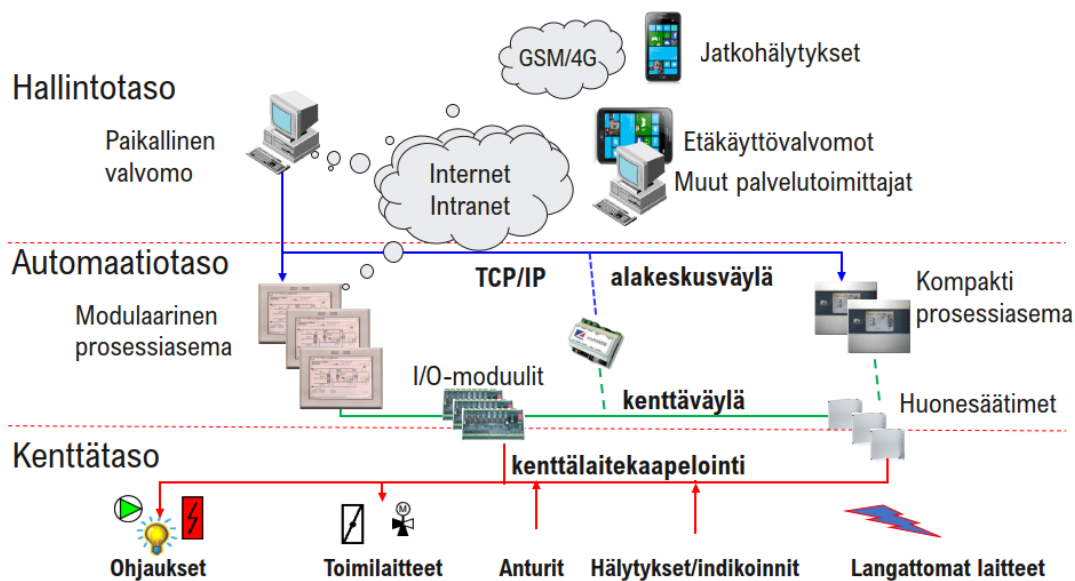 GSM/4G
Jatkohälytykset
Hallintotaso
Paikallinen
valvomo
Internet
Intranet
Etäkäyttövalvomot
Muut palvelutoimittajat
Automaatiotaso
TCP/IP
alakeskusväylä
Kompakti
prosessiasema
Modulaarinen
prosessiasema
I/O-moduulit
kenttäväylä
Huonesäätimet
Kenttätaso
kenttälaitekaapelointi
M
Ohjaukset
Toimilaitteet
Anturit
Hälytykset/indikoinnit
Langattomat laitteet